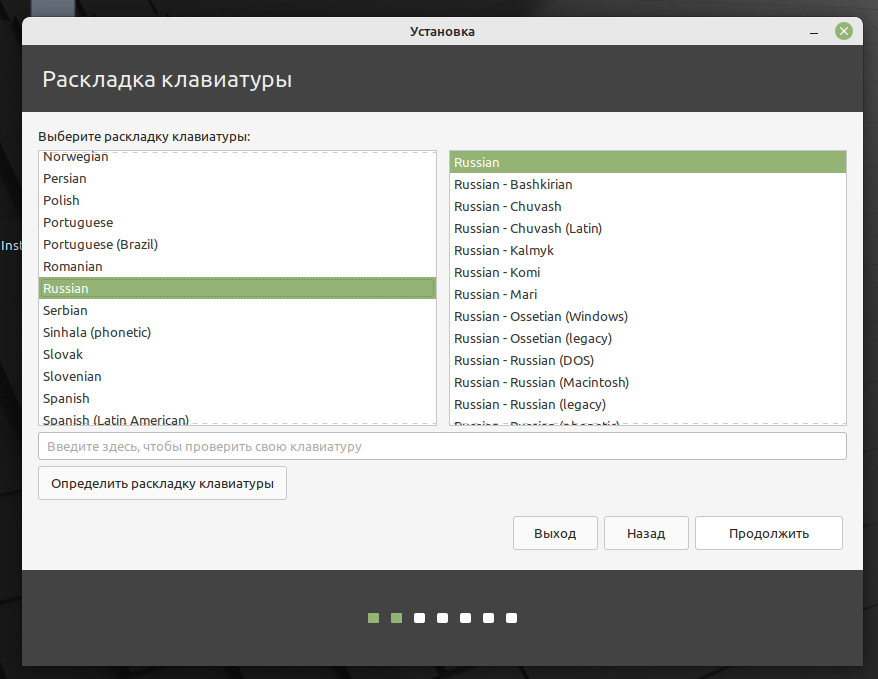 Установка
Раскладка клавиатуры
Выберите раскладку клавиатуры:
Norwegian
Persian
Polish
Portuguese
Portuguese (Brazil)
Romanian
Russian
Serbian
Sinhala (phonetic)
Slovak
Slovenian
Spanish
Spanish (Latin American)
Russian
Russian - Bashkirian
Russian - Chuvash
Russian - Chuvash (Latin)
Russian - Kalmyk
Russian - Komi
Russian - Mari
Russian - Ossetian (Windows)
Russian - Ossetian (legacy)
Russian - Russian (DOS)
Russian - Russian (Macintosh)
Russian - Russian (legacy)
Russian - Russian (phonetic)
Введите здесь, чтобы проверить свою клавиатуру
Определить раскладку клавиатуры
Выход
Назад
Продолжить
Inst